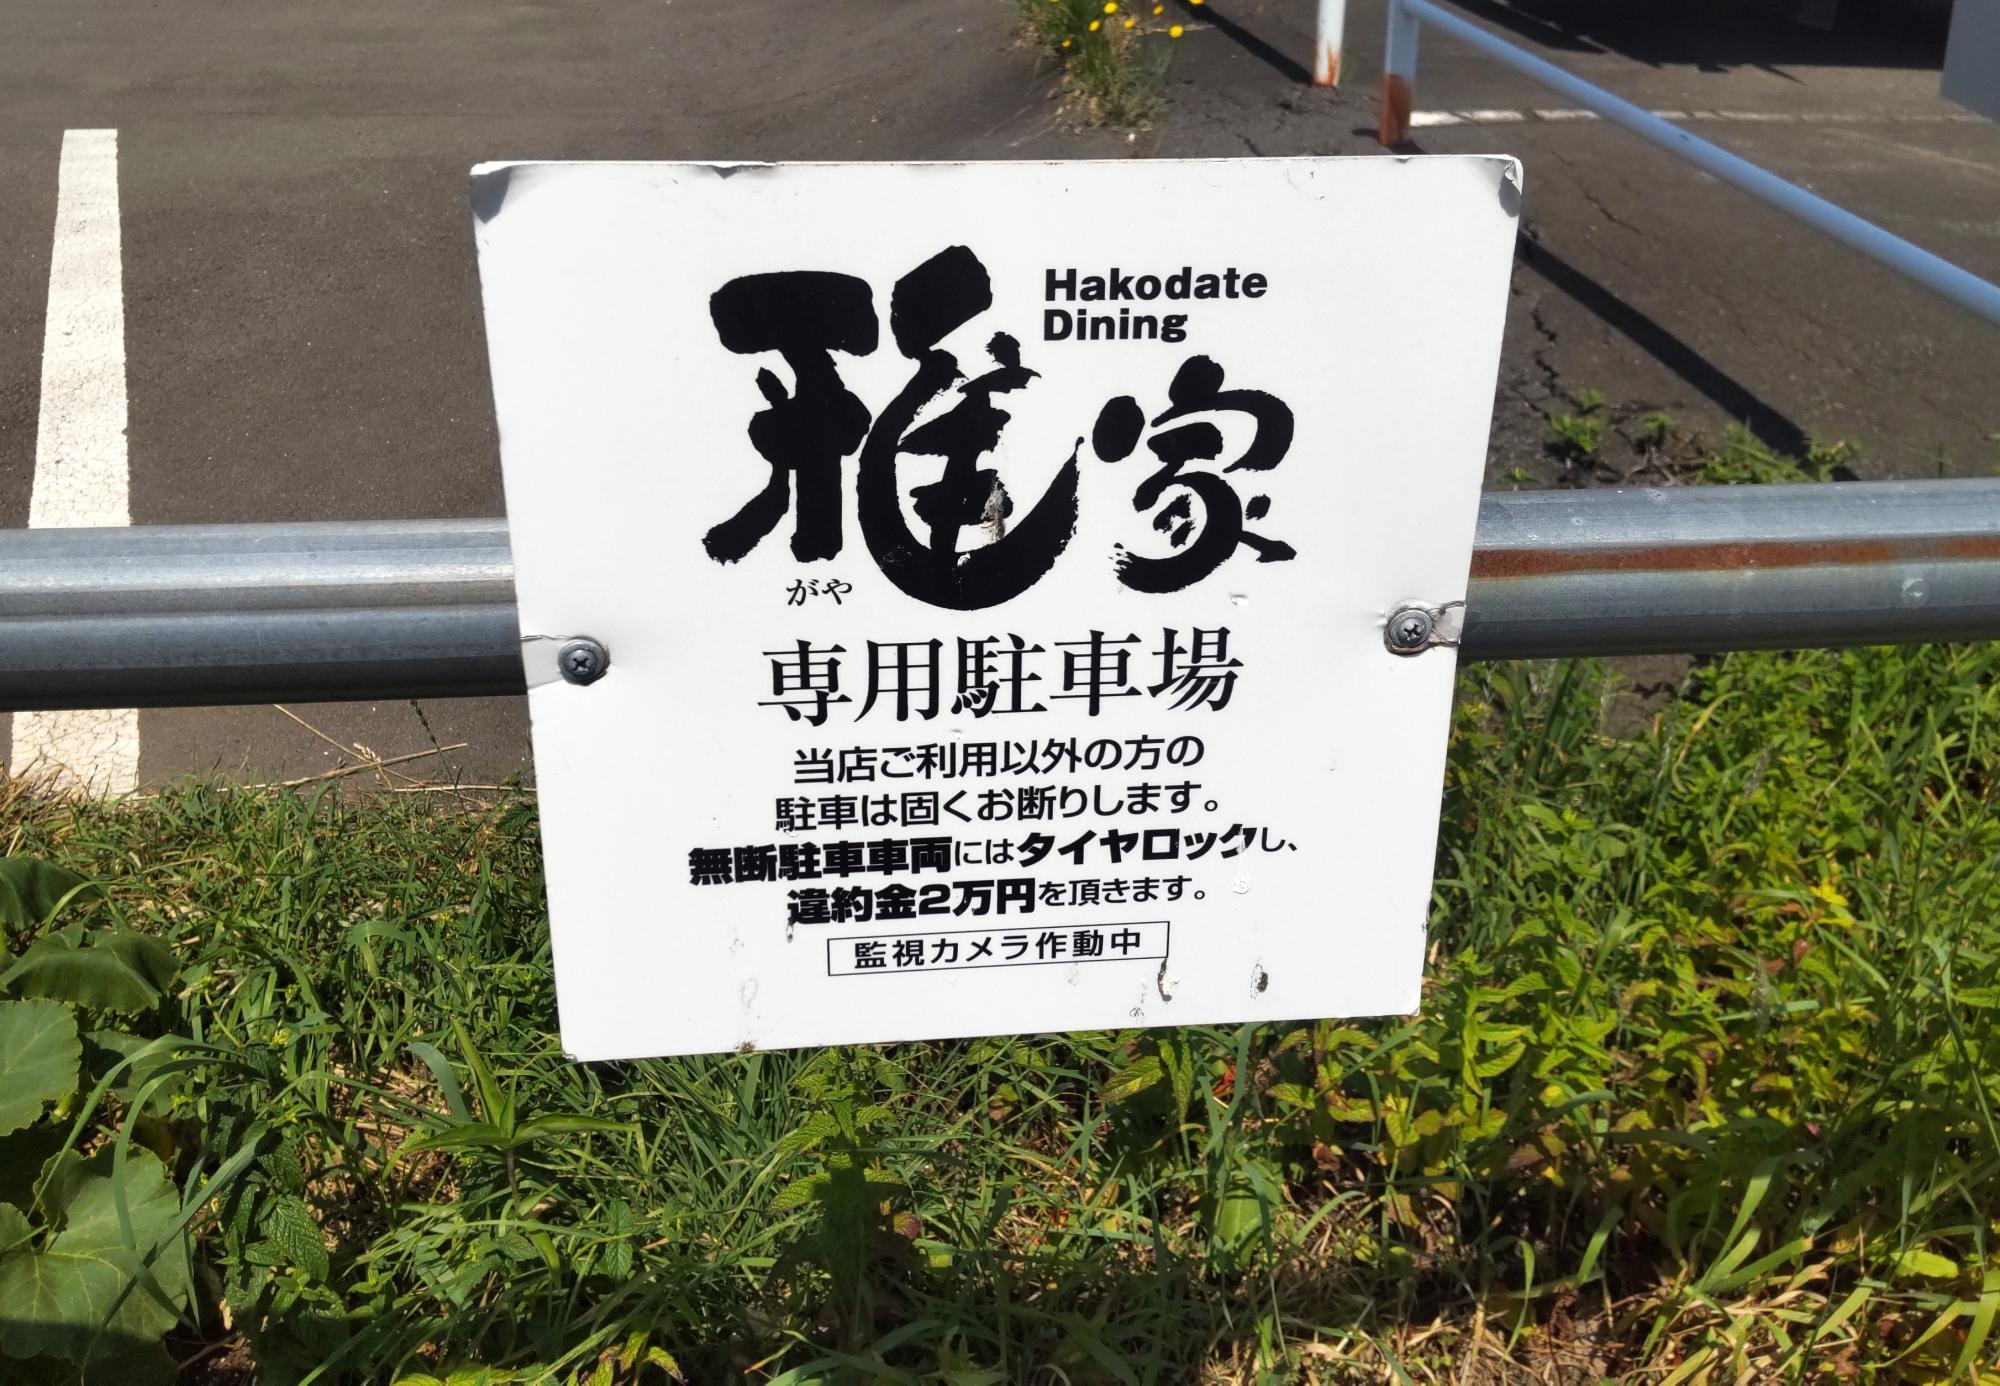 Hakodate
Dining
雅家
がや
専用駐車場
当店ご利用以外の方の
駐車は固くお断りします。
無断駐車車両にはタイヤロックし、
違約金2万円を頂きます。
監視カメラ作動中